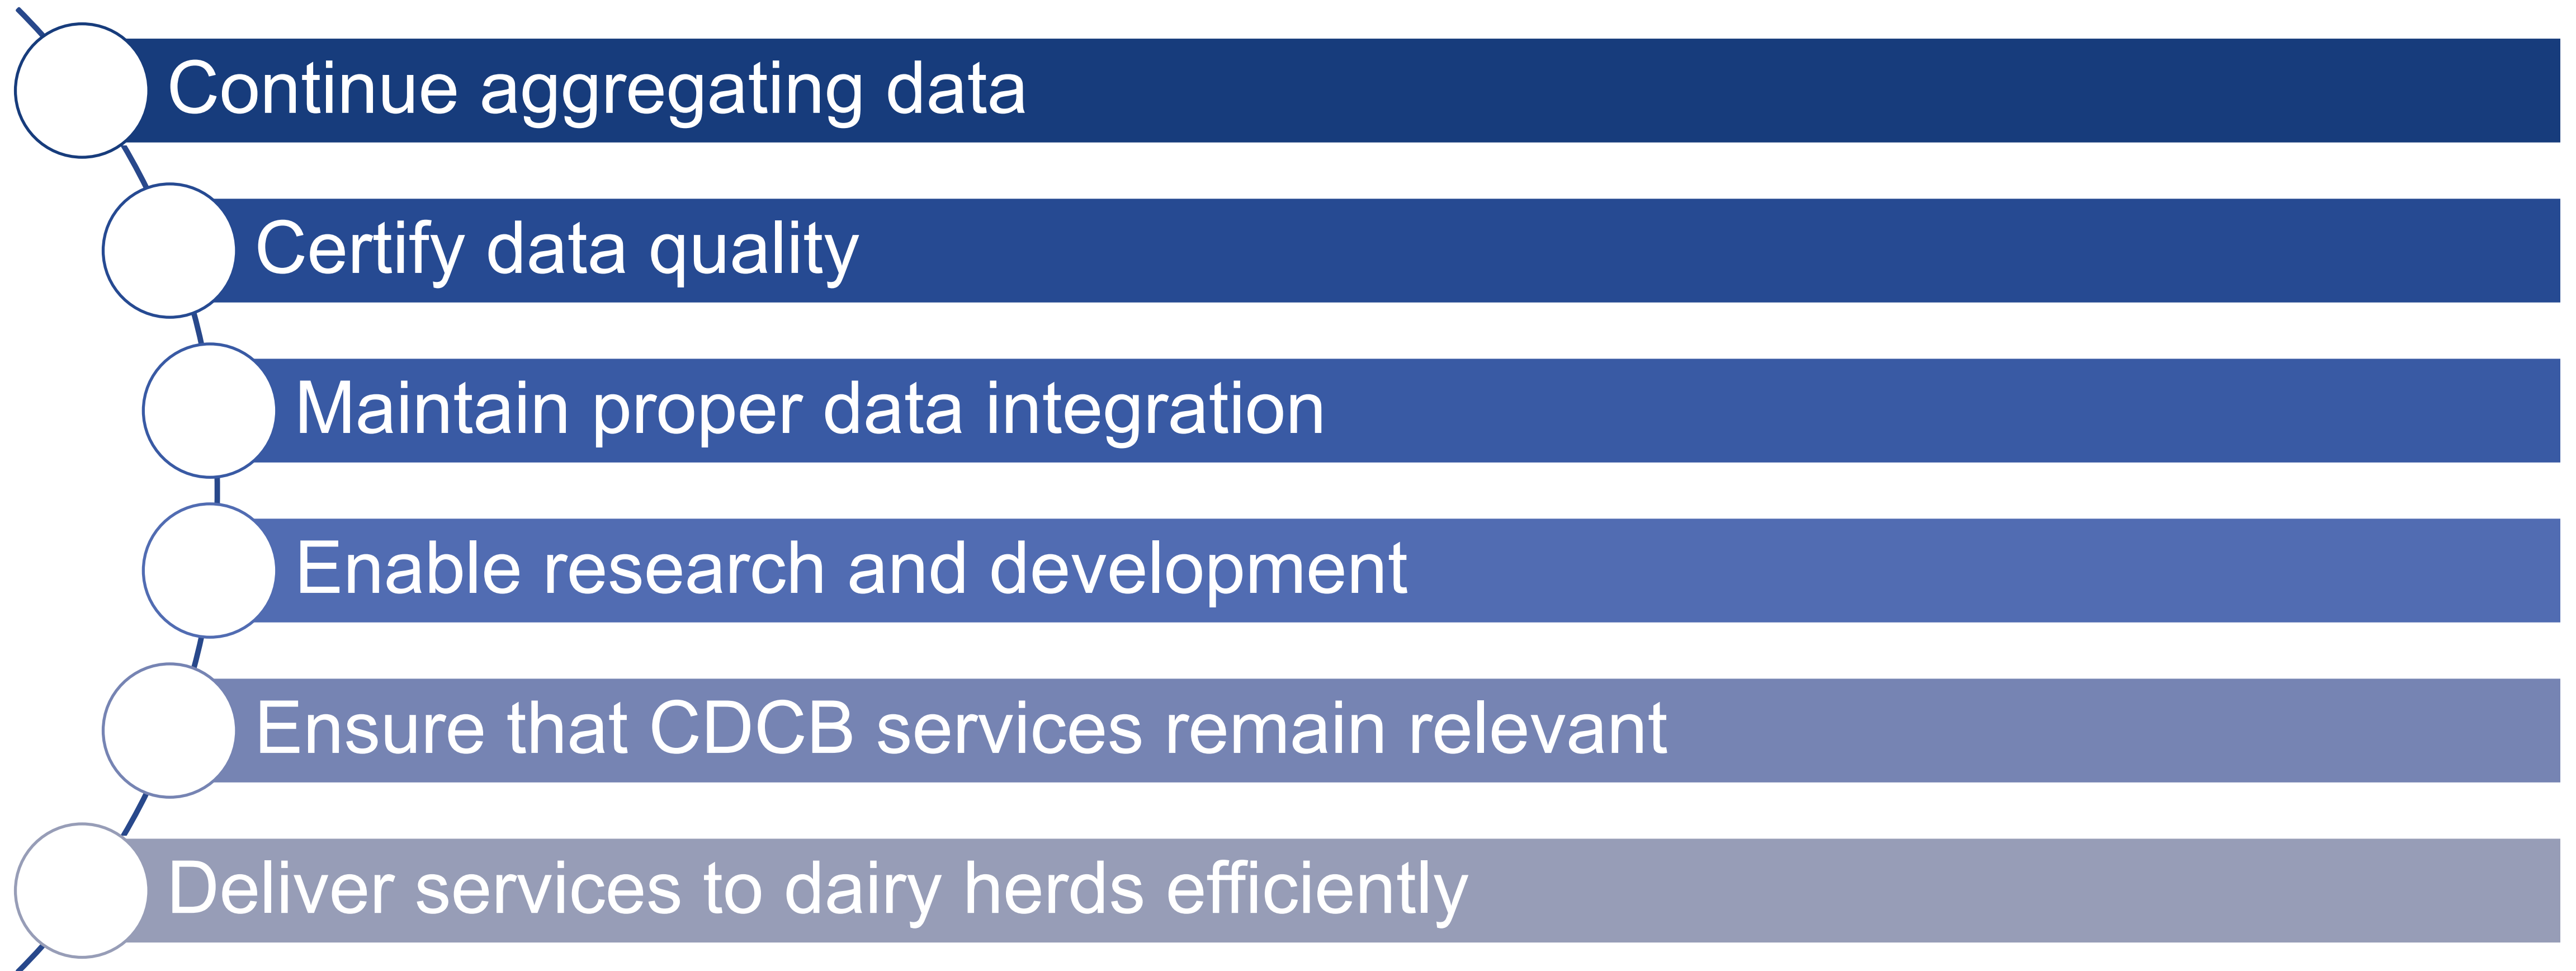 Continue aggregating data
Certify data quality
Maintain proper data integration
Enable research and development
Ensure that CDCB services remain relevant
Deliver services to dairy herds efficiently